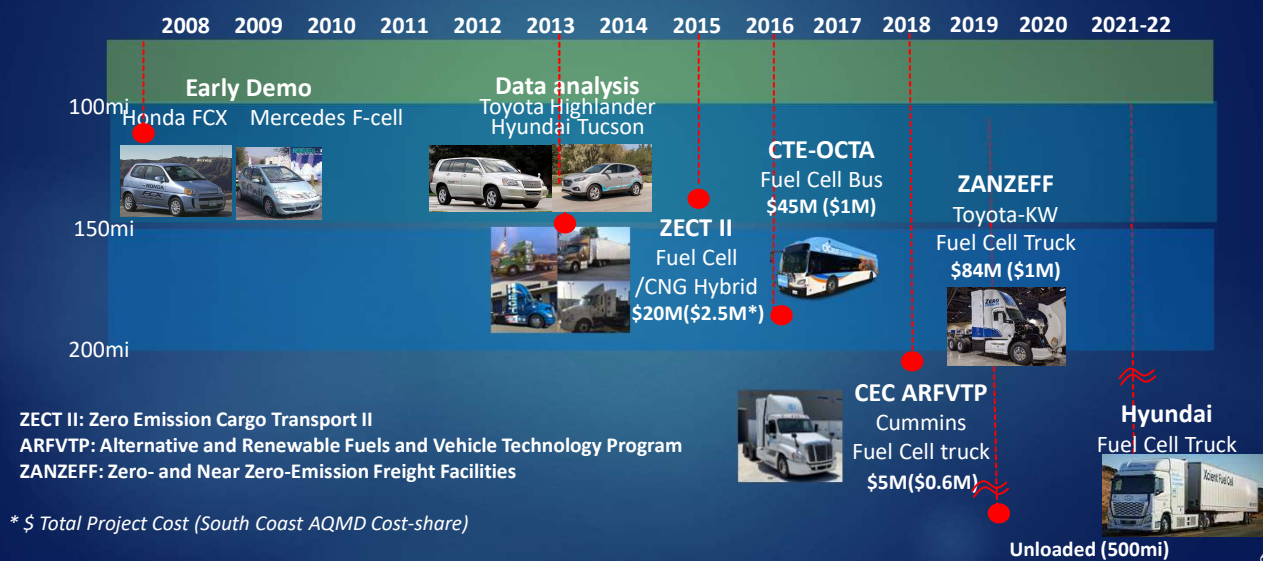 2008 2009 2010 2011 2012 2013 2014 2015 2016 2017 2018 2019 2020 2021-22
100mi
150mi
200mi
Early Demo
Honda FCX Mercedes F-cell
Data analysis
Toyota Highlander
Hyundai Tucson
ZECT II
Fuel Cell
/CNG Hybrid
$20M($2.5M*)
CTE-OCTA
Fuel Cell Bus
$45M ($1M)
CEC ARFVTP
Cummins
Fuel Cell truck
$5M($0.6M)
ZANZEFF
Toyota-KW
Fuel Cell Truck
$84M ($1M)
Hyundai
Fuel Cell Truck
Xcient Fuel Cell
Unloaded (500mi)
ZECT II: Zero Emission Cargo Transport II
ARFVTP: Alternative and Renewable Fuels and Vehicle Technology Program
ZANZEFF: Zero- and Near Zero-Emission Freight Facilities
* $ Total Project Cost (South Coast AQMD Cost-share)